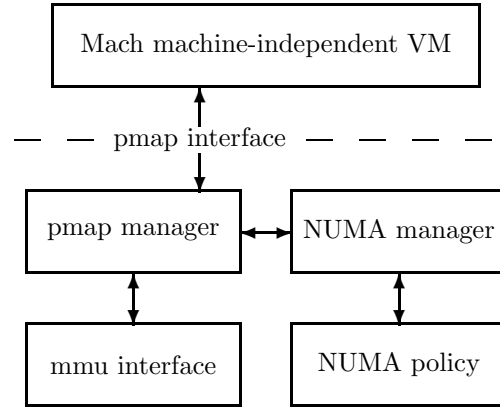 Mach machine-independent VM
pmap interface
pmap manager
NUMA manager
mmu interface
NUMA policy